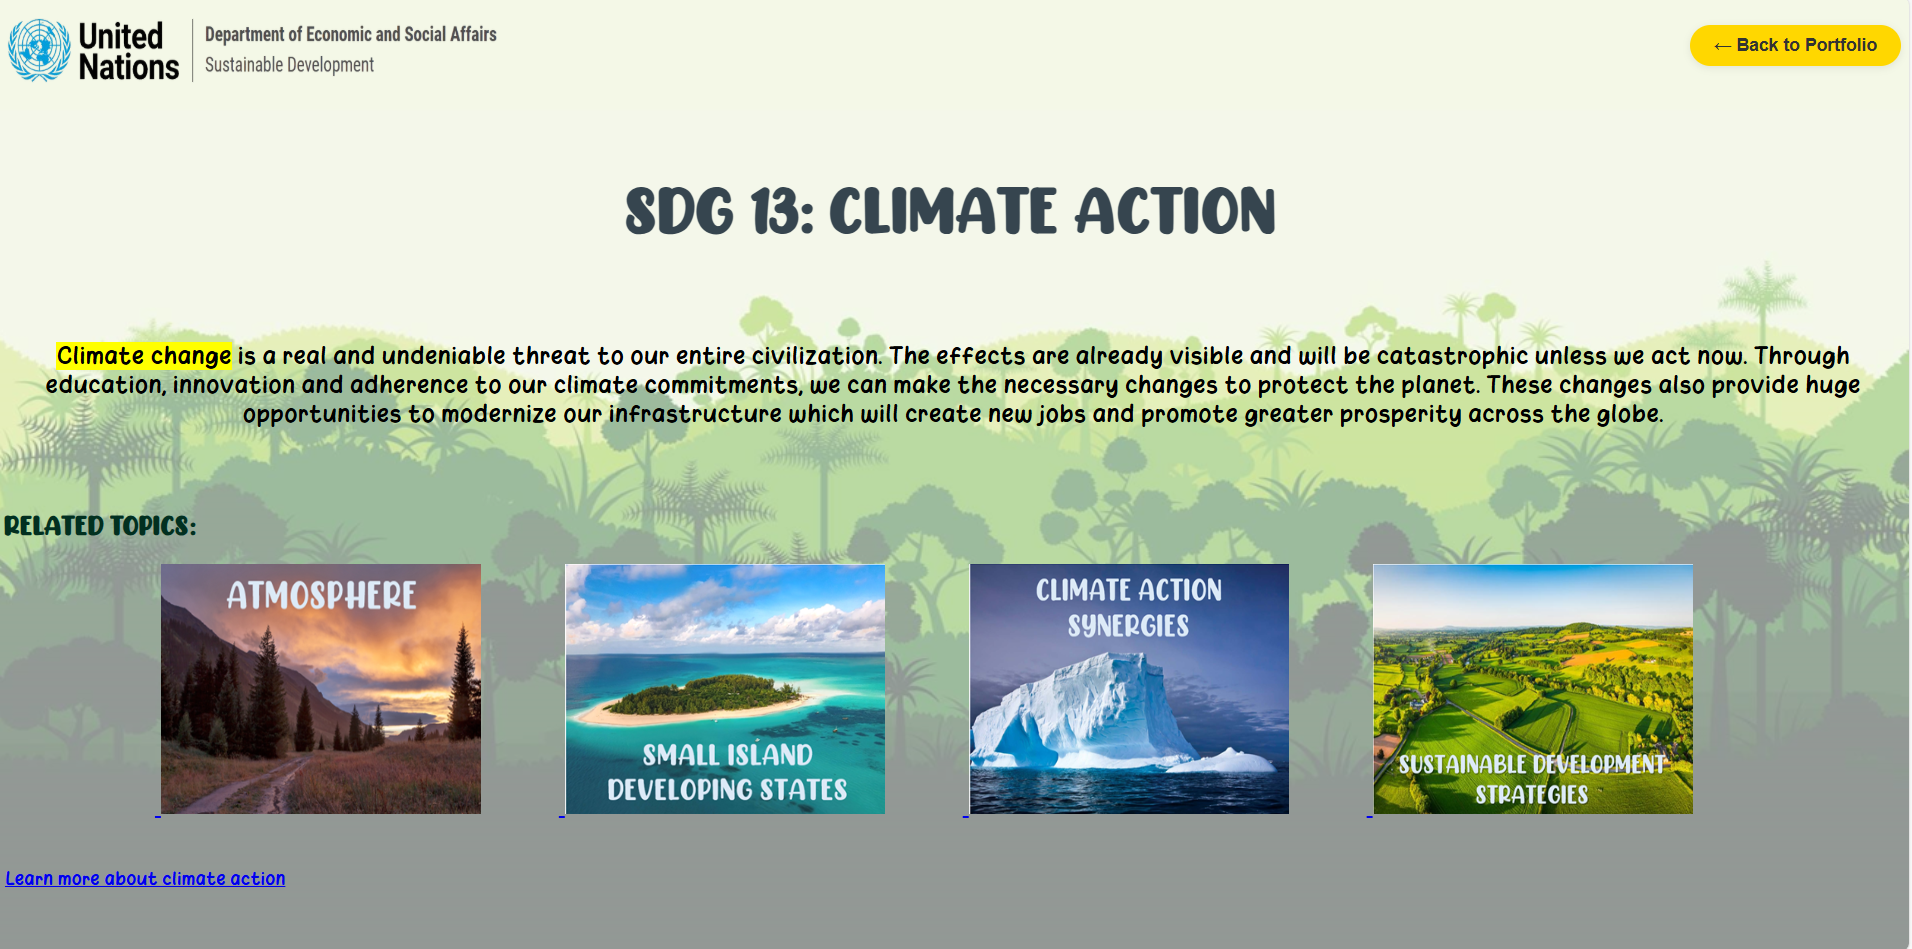 United
Nations
Department of Economic and Social Affairs
Sustainable Development
← Back to Portfolio
SDG 13: CLIMATE ACTION
Climate change is a real and undeniable threat to our entire civilization. The effects are already visible and will be catastrophic unless we act now. Through
education, innovation and adherence to our climate commitments, we can make the necessary changes to protect the planet. These changes also provide huge
opportunities to modernize our infrastructure which will create new jobs and promote greater prosperity across the globe.
RELATED TOPICS:
ATMOSPHERE
SMALL ISLAND
DEVELOPING STATES
CLIMATE ACTION
SYNERGIES
SUSTAINABLE DEVELOPMENT
STRATEGIES
Learn more about climate action